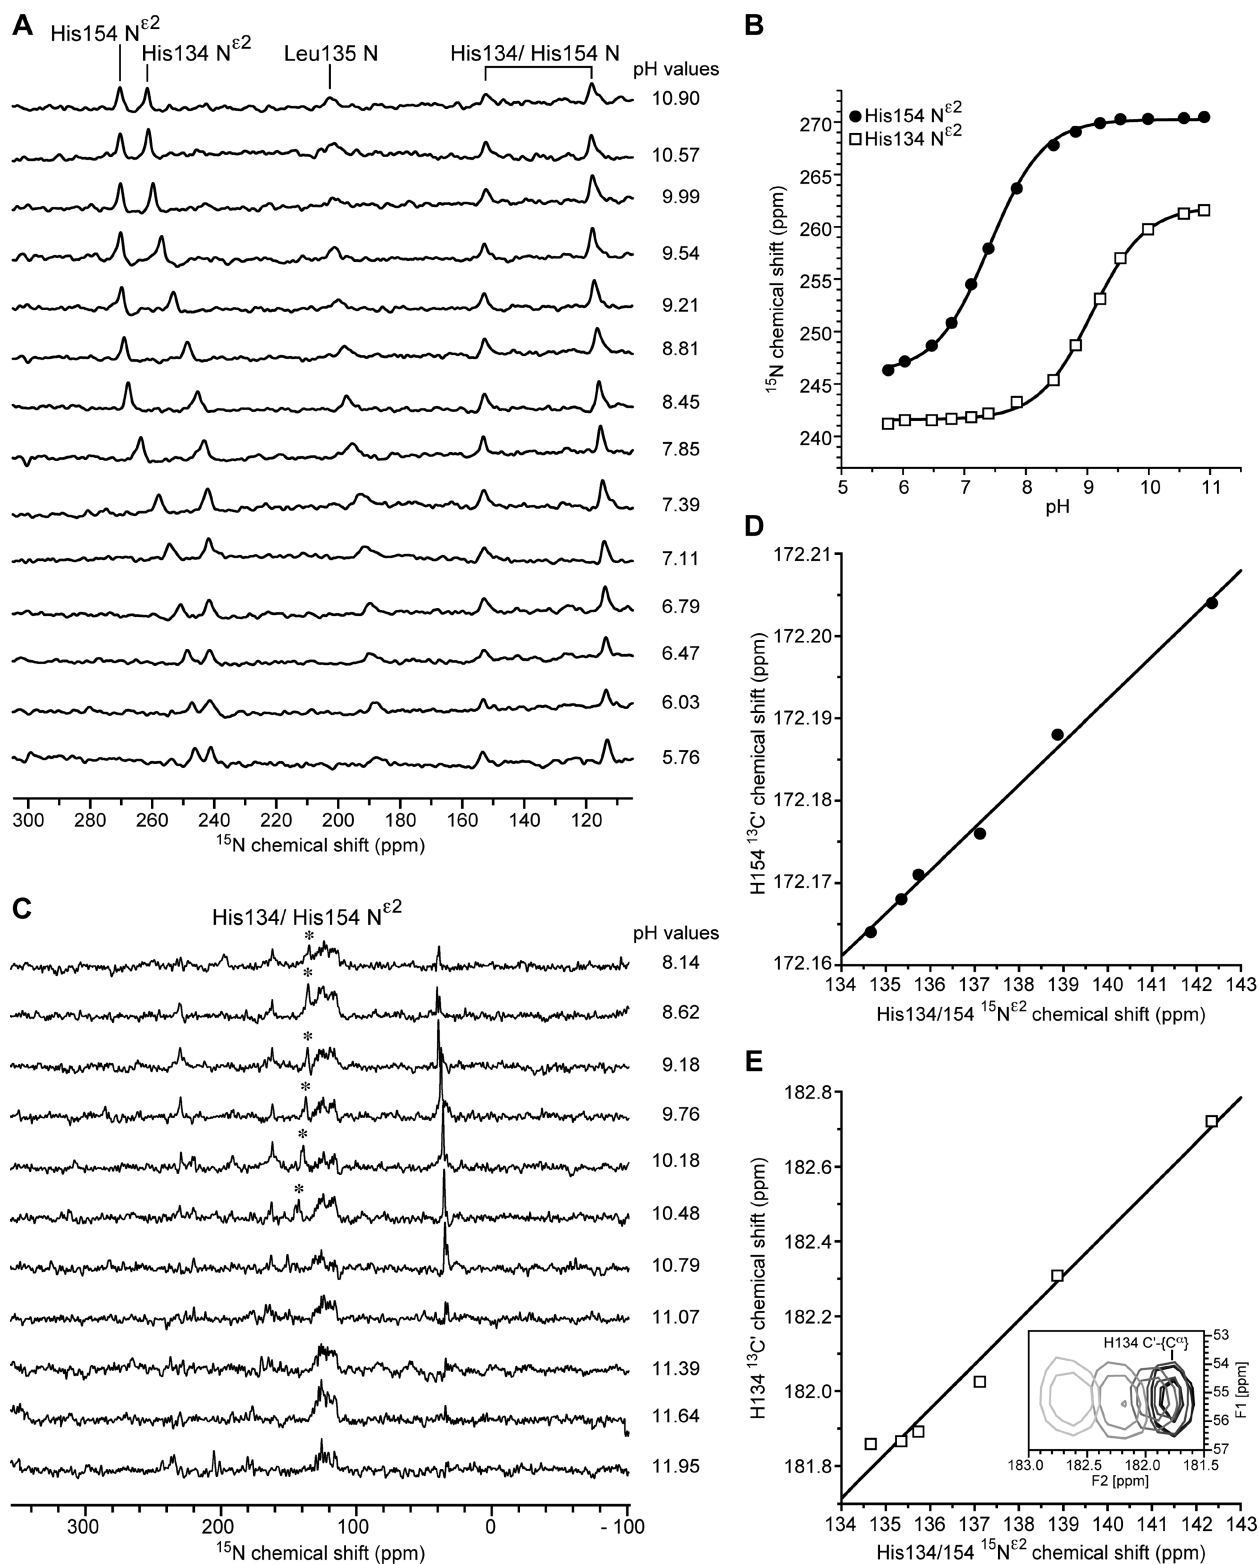 A
His154 Nε2
His134 Nε2
Leu135 N
His134/ His154 N
pH values
10.90
10.57
9.99
9.54
9.21
8.81
8.45
7.85
7.39
7.11
6.79
6.47
6.03
5.76
300 280 260 240 220 200 180 160 140 120
15N chemical shift (ppm)
B
His154 Nε2
His134 Nε2
270
265
260
255
250
245
240
15N chemical shift (ppm)
5 6 7 8 9 10 11
pH
C
His134/ His154 Nε2
pH values
*
8.14
*
8.62
*
9.18
*
9.76
*
10.18
*
10.48
10.79
11.07
11.39
11.64
11.95
300 200 100 0 - 100
15N chemical shift (ppm)
D
172.21
172.20
172.19
172.18
172.17
172.16
H154 13C' chemical shift (ppm)
134 135 136 137 138 139 140 141 142 143
His134/154 15Nε2 chemical shift (ppm)
E
182.8
182.6
182.4
182.2
182.0
181.8
H134 13C' chemical shift (ppm)
H134 C'-{Cα}
53
54
55
56
57
F1 [ppm]
183.0 182.5 182.0 181.5
F2 [ppm]
134 135 136 137 138 139 140 141 142 143
His134/154 15Nε2 chemical shift (ppm)